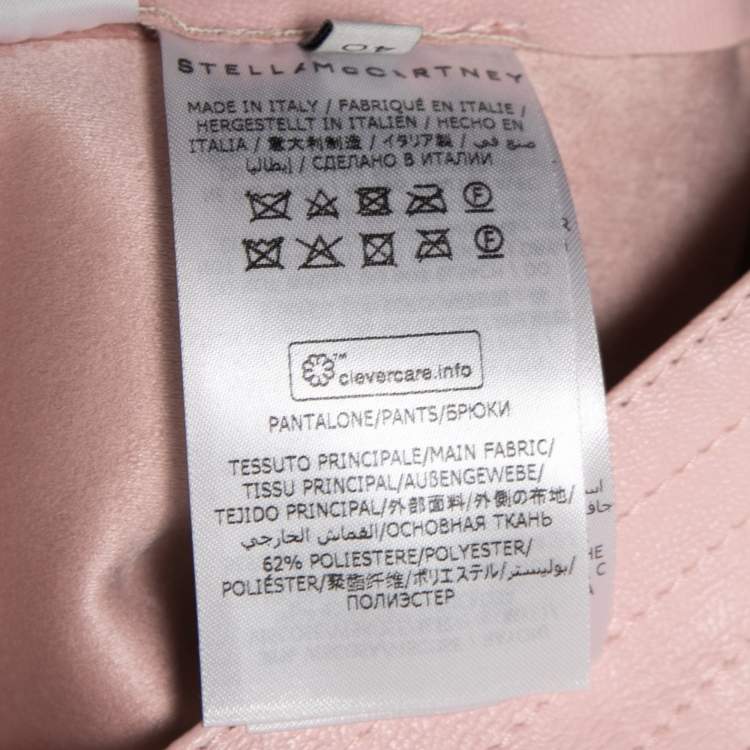 40
STELLAMCCARTNEY
MADE IN ITALY / FABRIQUÉ EN ITALIE /
HERGESTELLT IN ITALIEN / HECHO EN
ITALIA / 意大利制造 / イタリア製 / صنع في
إيطاليا / СДЕЛАНО В ИТАЛИИ
F
F
™
clevercare.info
PANTALONE/PANTS/БРЮКИ
TESSUTO PRINCIPALE/MAIN FABRIC/
TISSU PRINCIPAL/AUßENGEWEBE/
TEJIDO PRINCIPAL/外部面料/外側の布地/
القماش الخارجي/ОСНОВНАЯ ТКАНЬ
62% POLIESTERE/POLYESTER/
POLIÉSTER/聚酯纤维/ポリエステル/بوليستر/
ПОЛИЭСТЕР